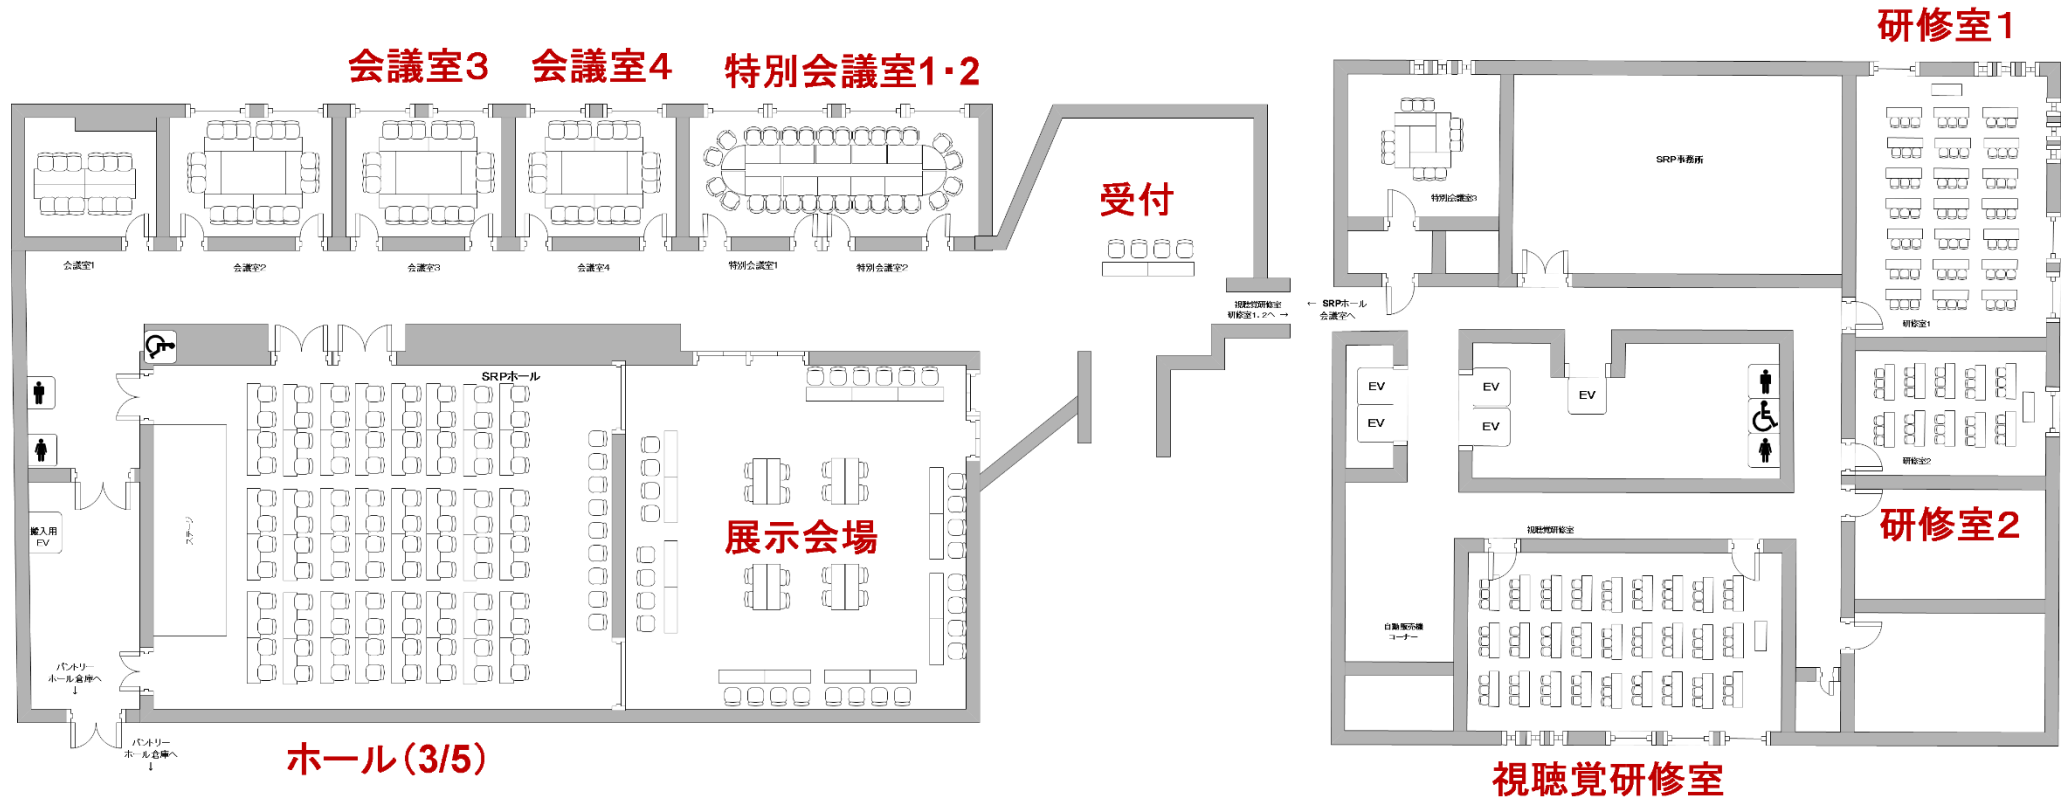 会議室3
会議室4
特別会議室1・2
研修室1
受付
SRP事務所
特別会議室3
会議室1
会議室2
会議室3
会議室4
特別会議室1
特別会議室2
視聴覚研修室
研修室1.2へ →
← SRPホール
会議室へ
研修室1
SRPホール
EV
EV
EV
EV
EV
研修室2
搬入用
EV
ステージ
展示会場
視聴覚研修室
研修室2
自動販売機
コーナー
パントリー
ホール倉庫へ
↓
パントリー
ホール倉庫へ
↓
ホール(3/5)
視聴覚研修室